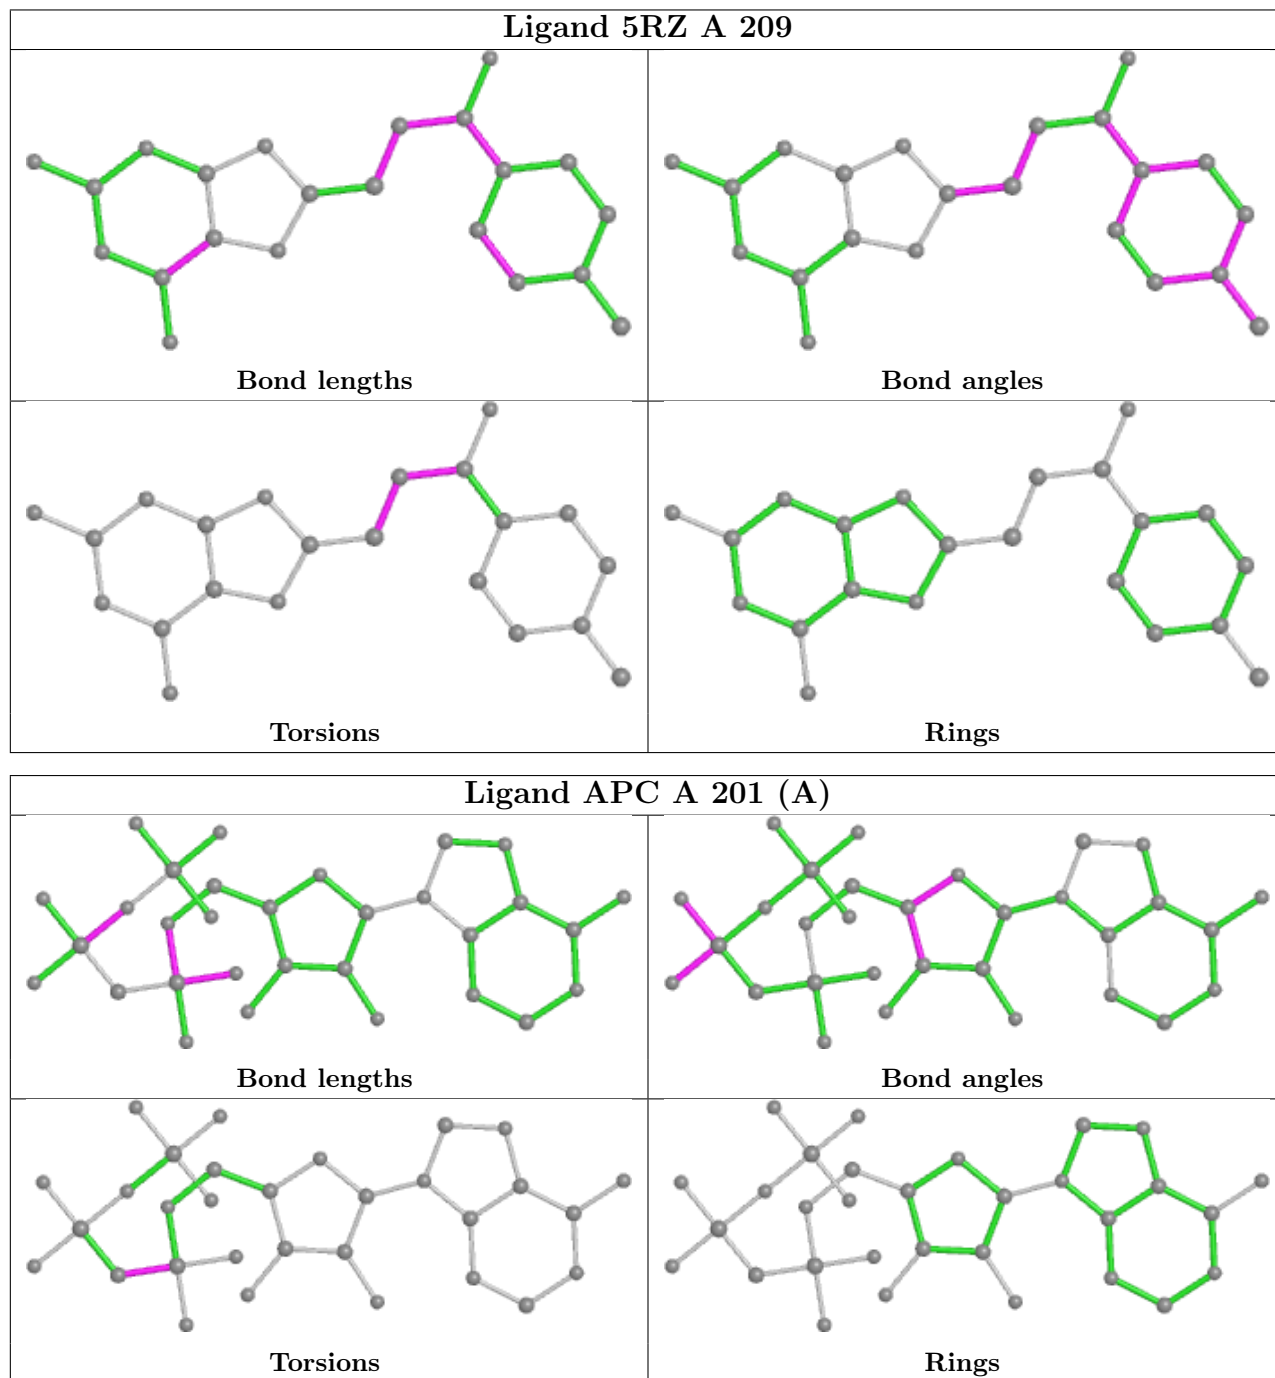 Ligand 5RZ A 209
Bond lengths
Bond angles
Torsions
Rings
Ligand APC A 201 (A)
Bond lengths
Bond angles
Torsions
Rings